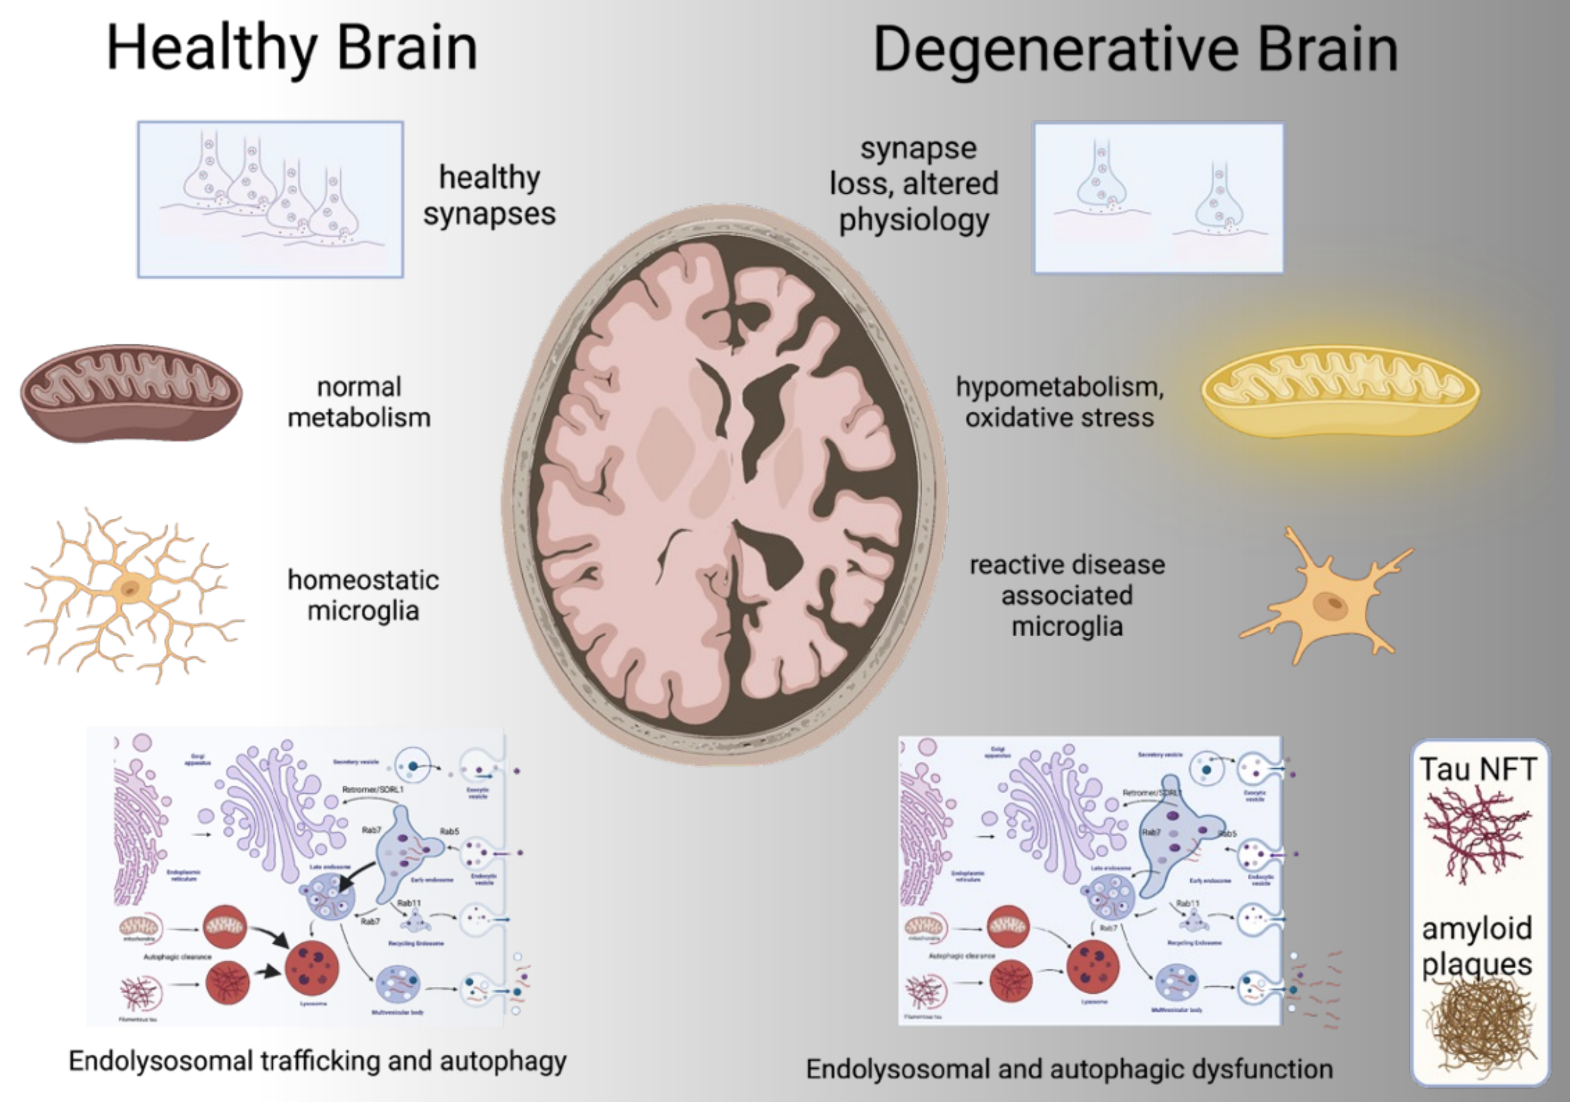 Healthy Brain
Degenerative Brain
healthy
synapses
synapse
loss, altered
physiology
normal
metabolism
hypometabolism,
oxidative stress
homeostatic
microglia
reactive disease
associated
microglia
Golgi
apparatus
Secretory vesicle
Exocytic
vesicle
Retromer/SORL1
Rab7
Rab5
Endoplasmic
reticulum
Late endosome
Early endosome
Endocytic
vesicle
Rab11
Rab7
Recycling Endosome
mitochondria
Autophagic clearance
Lysosome
Filamentous tau
Multivesicular body
Endolysosomal trafficking and autophagy
Golgi
apparatus
Secretory vesicle
Exocytic
vesicle
Retromer/SORL1
Rab7
Rab5
Endoplasmic
reticulum
Late endosome
Early endosome
Endocytic
vesicle
Rab11
Rab7
Recycling Endosome
mitochondria
Autophagic clearance
Lysosome
Filamentous tau
Multivesicular body
Endolysosomal and autophagic dysfunction
Tau NFT
amyloid
plaques